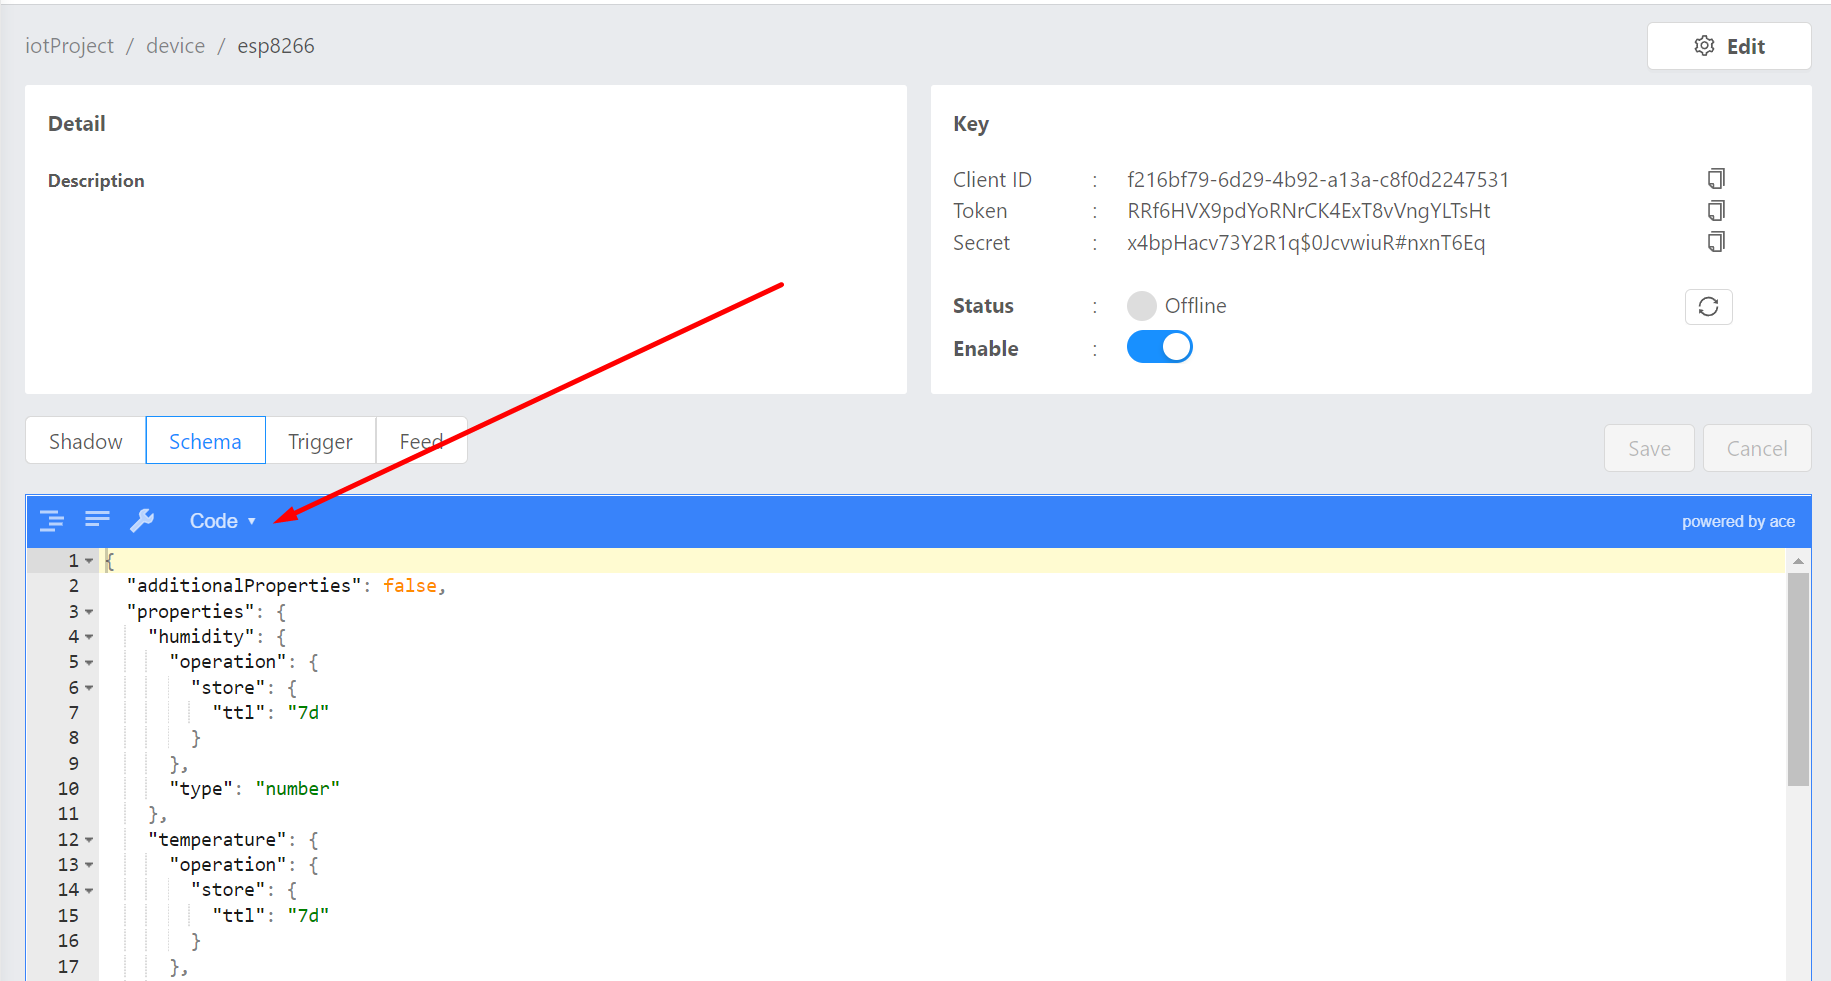 iotProject / device / esp8266
Edit
Detail
Description
Key
Client ID : f216bf79-6d29-4b92-a13a-c8f0d2247531
Token : RRf6HVX9pdYoRNrCK4ExT8vVngYLTsHt
Secret : x4bpHacv73Y2R1q$0JcvwiuR#nxnT6Eq
Status : Offline
Enable :
Shadow Schema Trigger Feed
Save Cancel
Code powered by ace
1 {
2 "additionalProperties": false,
3 "properties": {
4 "humidity": {
5 "operation": {
6 "store": {
7 "ttl": "7d"
8 }
9 },
10 "type": "number"
11 },
12 "temperature": {
13 "operation": {
14 "store": {
15 "ttl": "7d"
16 }
17 },